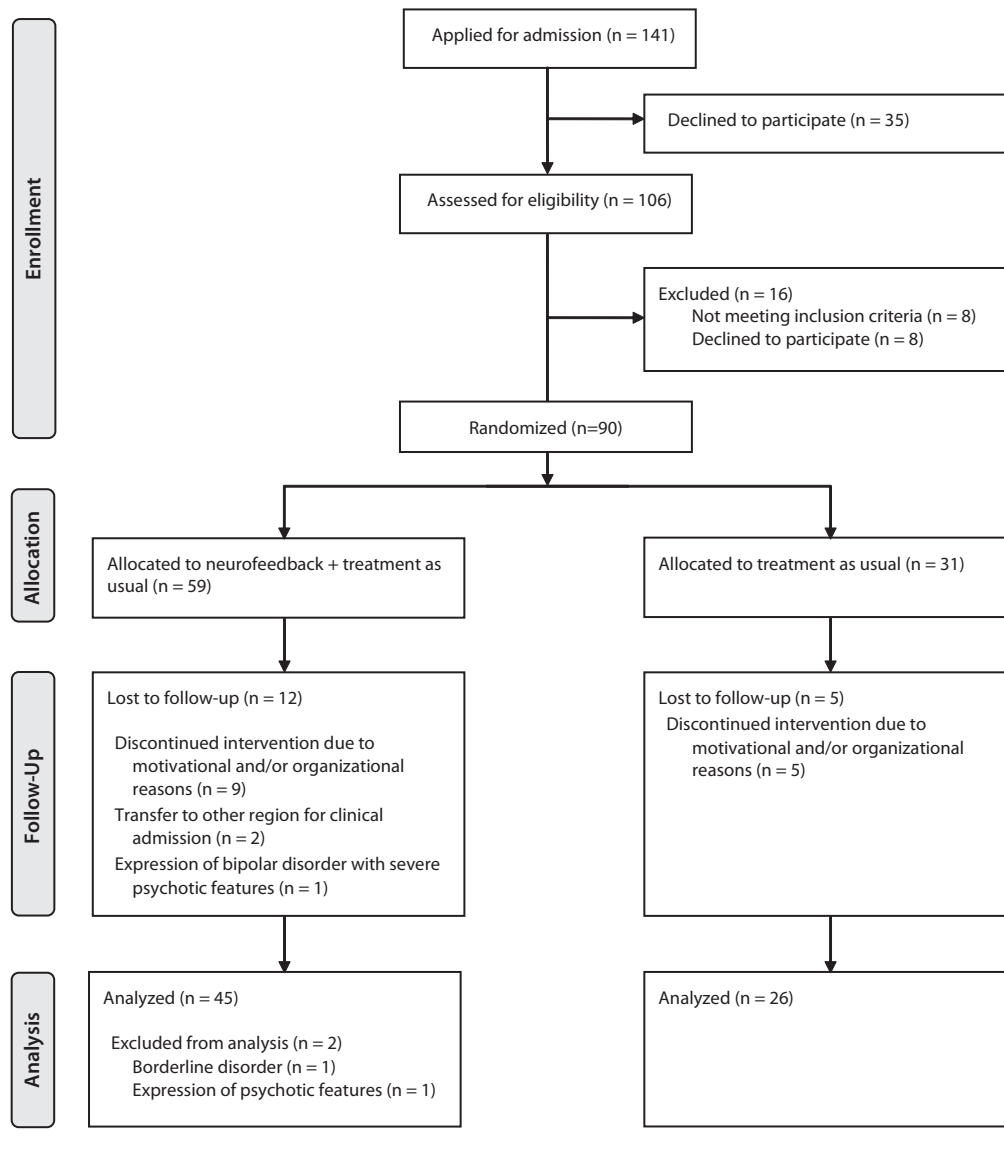 Applied for admission (n = 141)
Declined to participate (n = 35)
Enrollment
Assessed for eligibility (n = 106)
Excluded (n = 16)
Not meeting inclusion criteria (n = 8)
Declined to participate (n = 8)
Randomized (n=90)
Allocation
Allocated to neurofeedback + treatment as
usual (n = 59)
Allocated to treatment as usual (n = 31)
Follow-Up
Lost to follow-up (n = 12)
Discontinued intervention due to
motivational and/or organizational
reasons (n = 9)
Transfer to other region for clinical
admission (n = 2)
Expression of bipolar disorder with severe
psychotic features (n = 1)
Lost to follow-up (n = 5)
Discontinued intervention due to
motivational and/or organizational
reasons (n = 5)
Analysis
Analyzed (n = 45)
Excluded from analysis (n = 2)
Borderline disorder (n = 1)
Expression of psychotic features (n = 1)
Analyzed (n = 26)